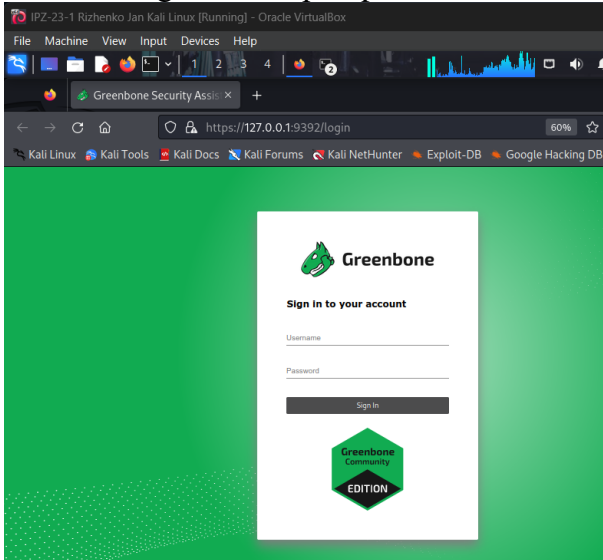 IPZ-23-1 Rizhenko Jan Kali Linux [Running] - Oracle VirtualBox
File Machine View Input Devices Help
1 2 3 4 2
Greenbone Security Assis × +
https://127.0.0.1:9392/login 60%
Kali Linux Kali Tools Kali Docs Kali Forums Kali NetHunter Exploit-DB Google Hacking DB
Greenbone
Sign in to your account
Username
Password
Sign In
Greenbone
Community
EDITION